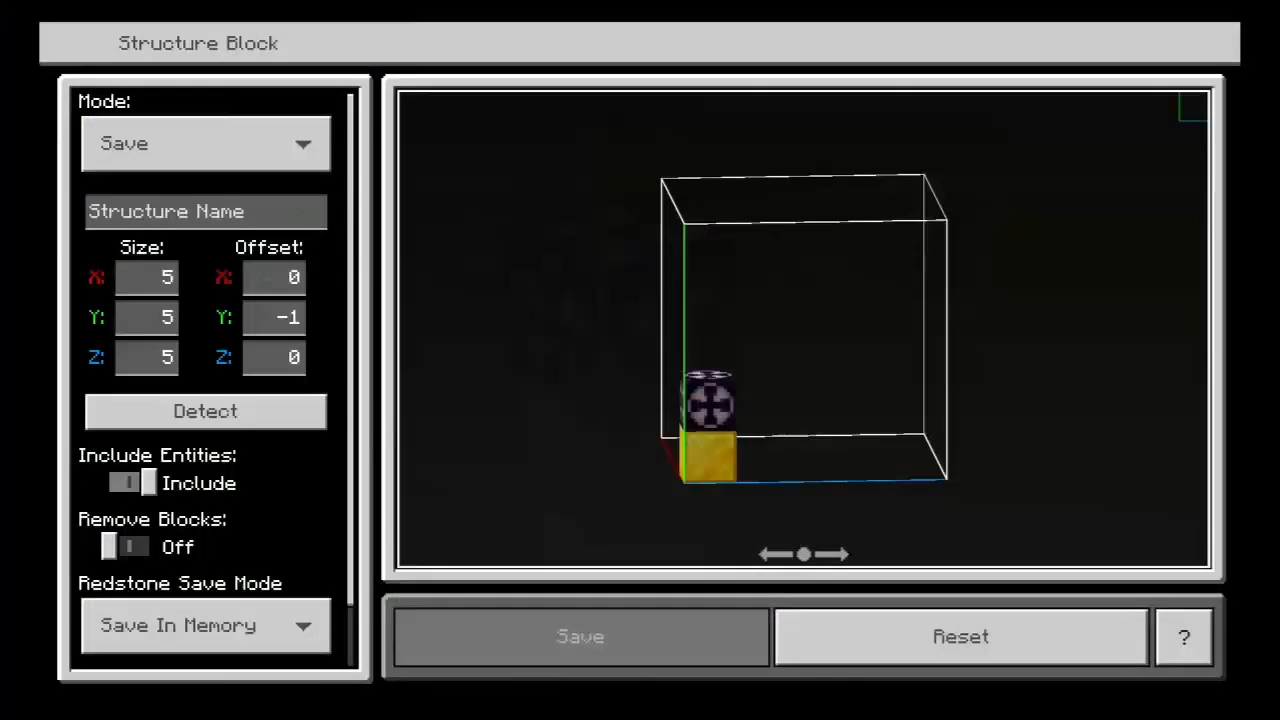 Structure Block
Mode:
Save
Structure Name
Size: Offset:
X: 5 X: 0
Y: 5 Y: -1
Z: 5 Z: 0
Detect
Include Entities:
Include
Remove Blocks:
Off
Redstone Save Mode
Save In Memory
Save Reset ?